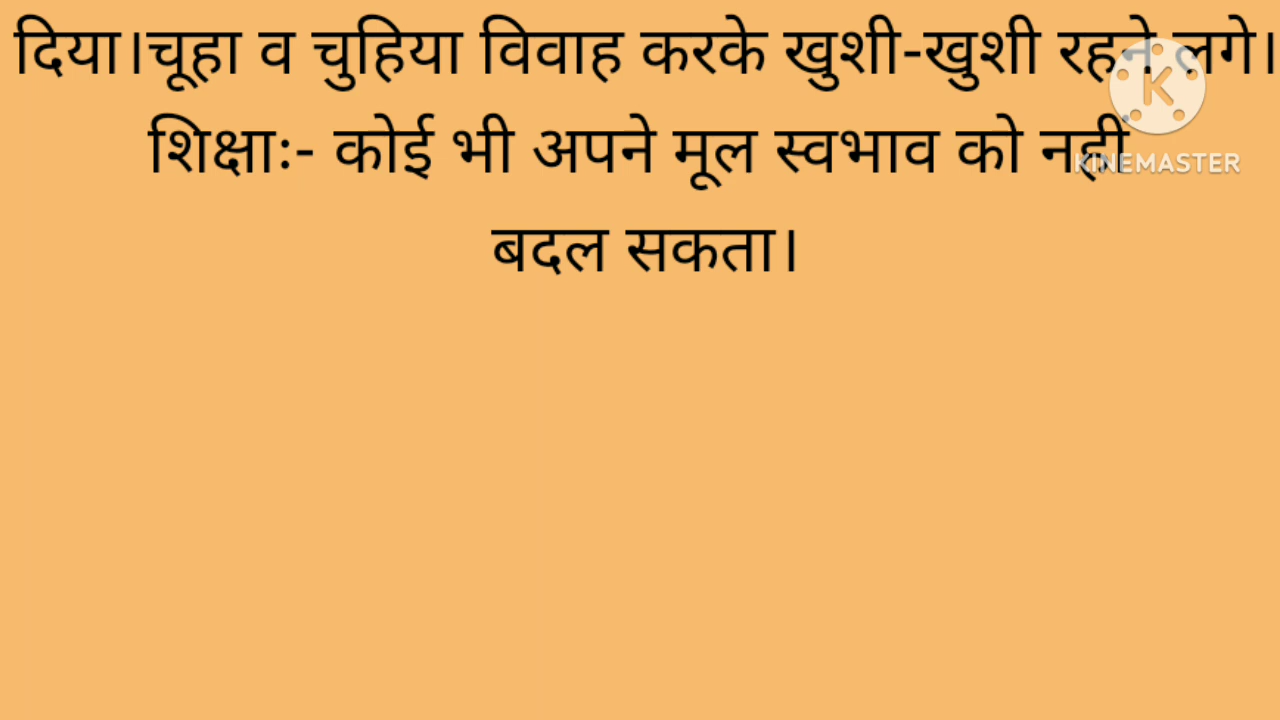 दिया।चूहा व चुहिया विवाह करके खुशी-खुशी रहने लगे।
शिक्षाः- कोई भी अपने मूल स्वभाव को नही
बदल सकता।
K
KINEMASTER